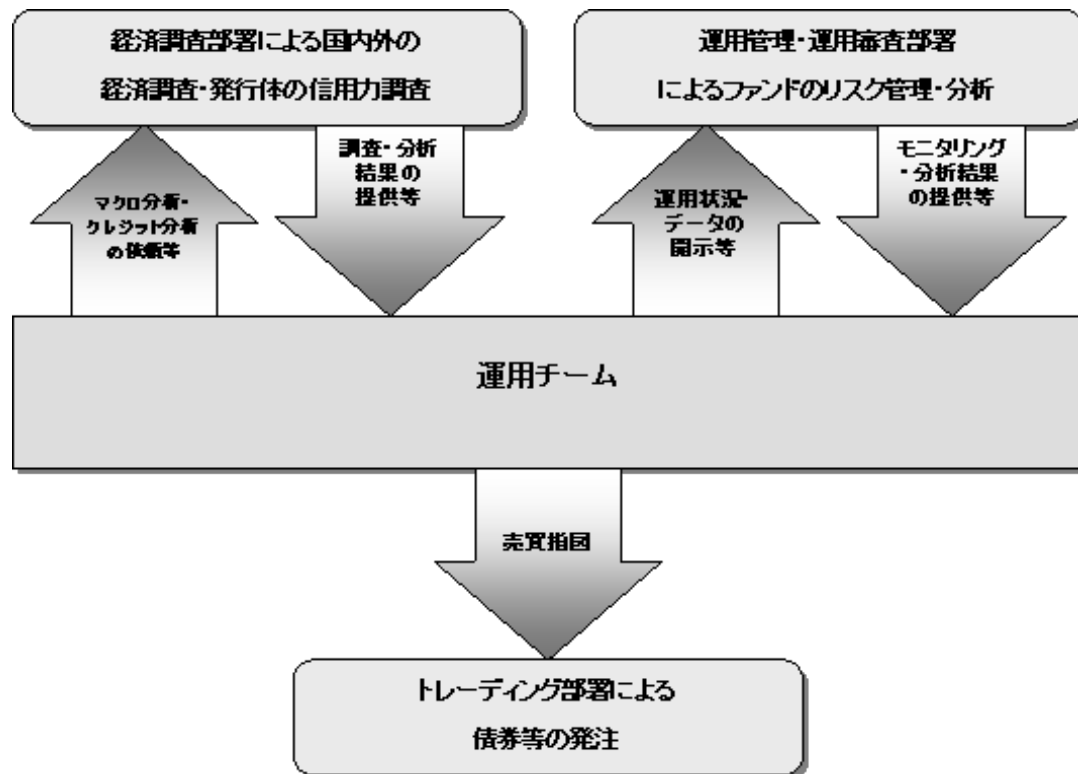 経済調査部署による国内外の
経済調査・発行体の信用力調査
運用管理・運用審査部署
によるファンドのリスク管理・分析
マクロ分析・
クレジット分析
の依頼等
調査・分析
結果の
提供等
運用状況・
データの
開示等
モニタリング
・分析結果
の提供等
運用チーム
売買指図
トレーディング部署による
債券等の発注